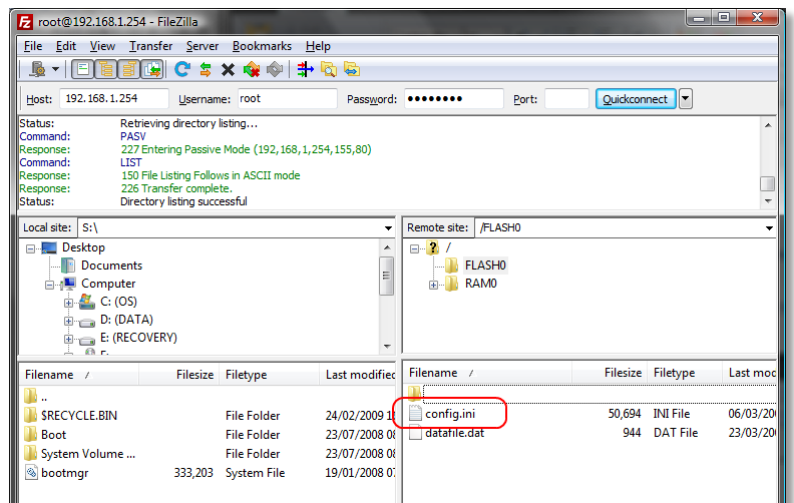 root@192.168.1.254 - FileZilla
File Edit View Transfer Server Bookmarks Help
Host: 192.168.1.254 Username: root Password: ●●●●●●●● Port: Quickconnect
Status: Retrieving directory listing...
Command: PASV
Response: 227 Entering Passive Mode (192,168,1,254,155,80)
Command: LIST
Response: 150 File Listing Follows in ASCII mode
Response: 226 Transfer complete.
Status: Directory listing successful
Local site: S:\
Desktop
Documents
Computer
C: (OS)
D: (DATA)
E: (RECOVERY)
Remote site: /FLASH0
/
FLASH0
RAM0
Filename / Filesize Filetype Last modified
..
$RECYCLE.BIN File Folder 24/02/2009
Boot File Folder 23/07/2008
System Volume ... File Folder 23/07/2008
bootmgr 333,203 System File 19/01/2008
Filename / Filesize Filetype Last mod
config.ini 50,694 INI File 06/03/20
datafile.dat 944 DAT File 23/03/20